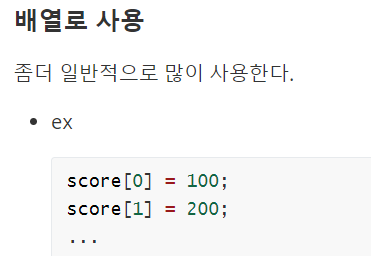 배열로 사용
좀더 일반적으로 많이 사용한다.
ex
score[0] = 100;
score[1] = 200;
...